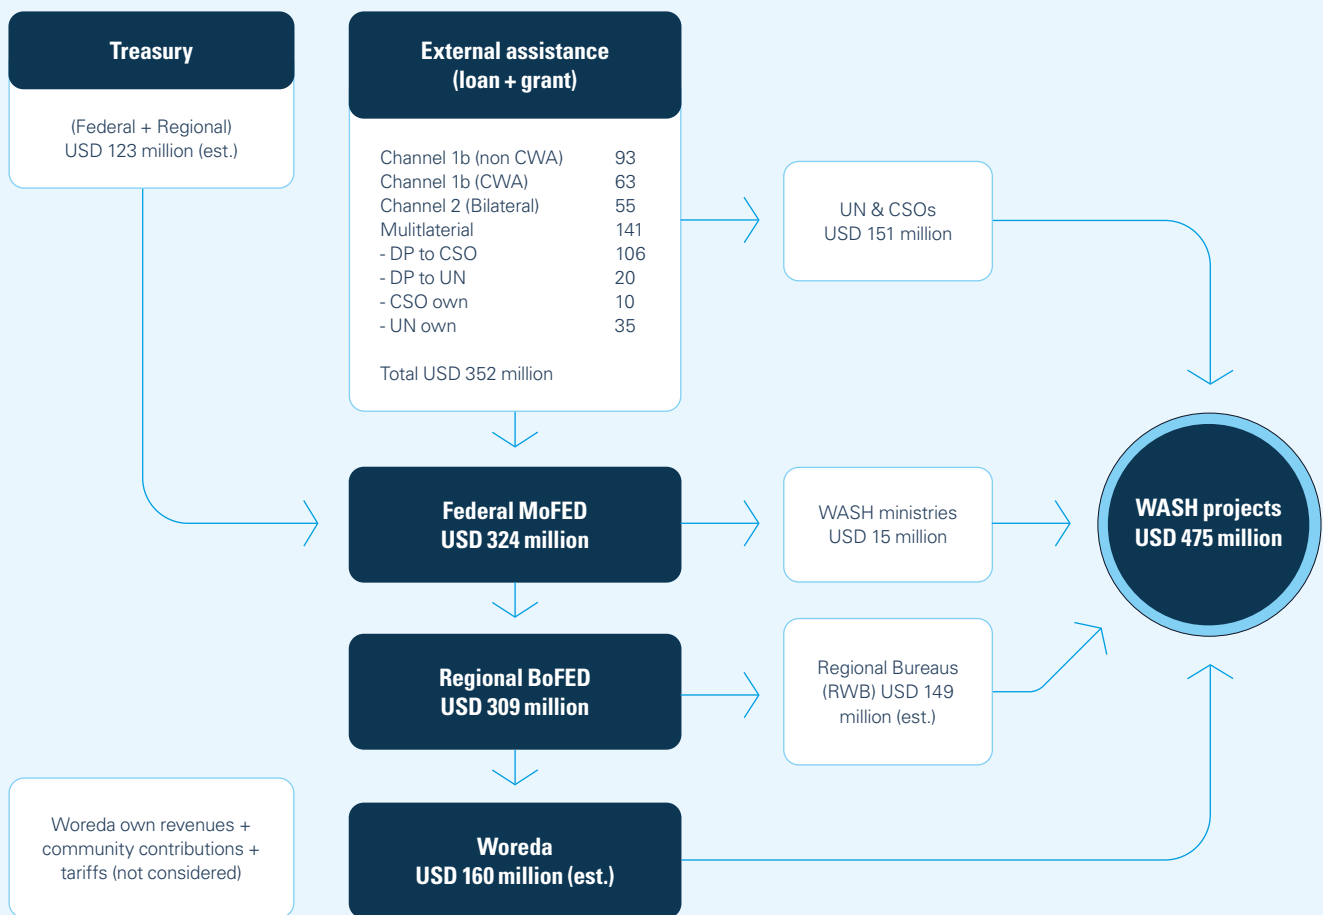 Treasury
(Federal + Regional)
USD 123 million (est.)
External assistance
(loan + grant)
Channel 1b (non CWA) 93
Channel 1b (CWA) 63
Channel 2 (Bilateral) 55
Mulitlaterial 141
- DP to CSO 106
- DP to UN 20
- CSO own 10
- UN own 35
Total USD 352 million
UN & CSOs
USD 151 million
Federal MoFED
USD 324 million
WASH ministries
USD 15 million
WASH projects
USD 475 million
Regional BoFED
USD 309 million
Regional Bureaus
(RWB) USD 149
million (est.)
Woreda own revenues +
community contributions +
tariffs (not considered)
Woreda
USD 160 million (est.)